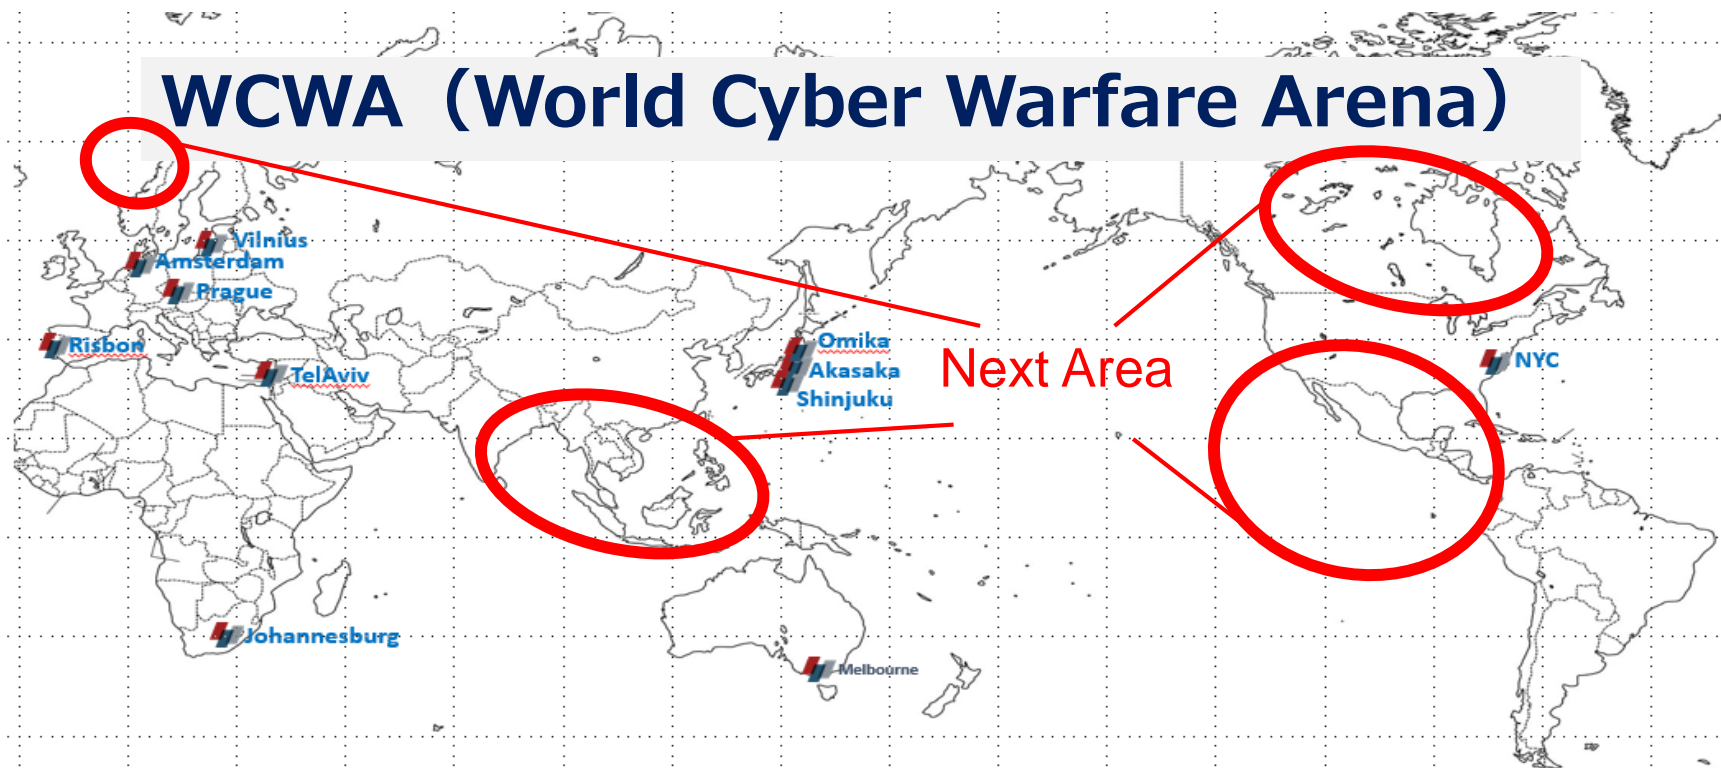 WCWA（World Cyber Warfare Arena）
Vilnius
Amsterdam
Prague
Risbon
TelAviv
Omika
Akasaka
Shinjuku
Next Area
NYC
Johannesburg
Melbourne